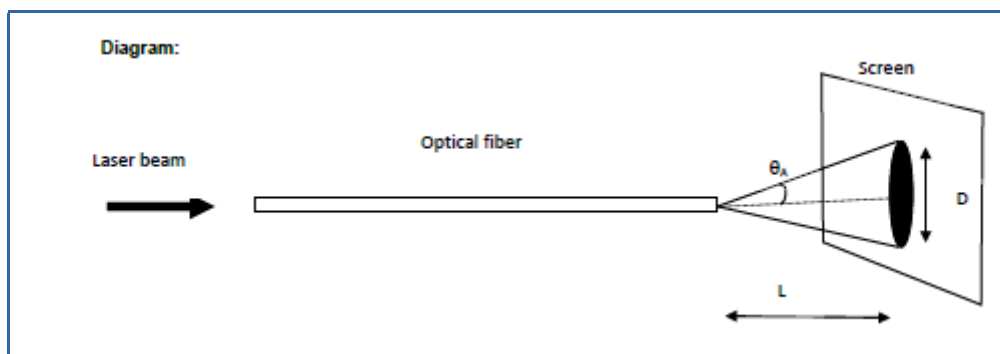 Diagram:
Screen
Optical fiber
Laser beam
θA
D
L